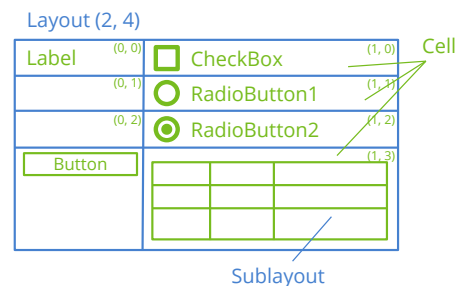 Layout (2, 4)
Label
(0, 0)
CheckBox
(1, 0)
Cell
(0, 1)
RadioButton1
(1, 1)
(0, 2)
RadioButton2
(1, 2)
Button
(1, 3)
Sublayout